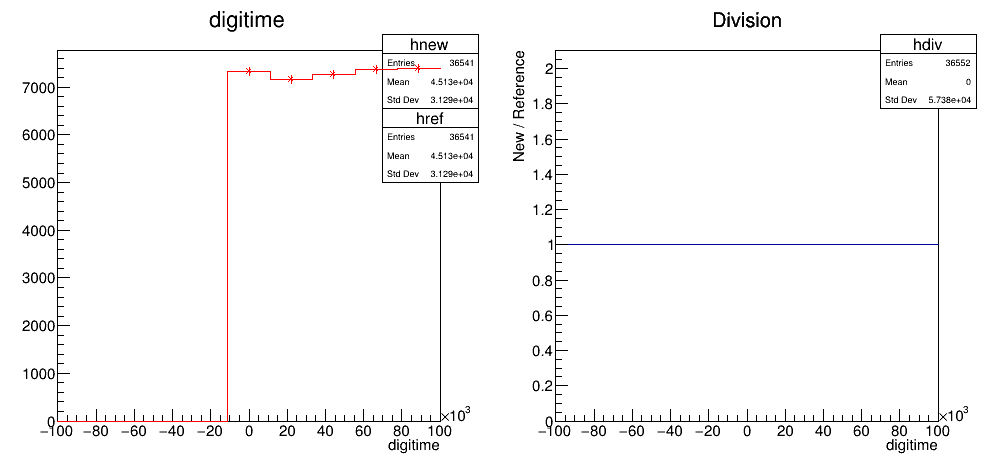 digitime
hnew
Entries 36541
Mean 4.513e+04
Std Dev 3.129e+04
href
Entries 36541
Mean 4.513e+04
Std Dev 3.129e+04
7000
6000
5000
4000
3000
2000
1000
0
−100 −80 −60 −40 −20 0 20 40 60 80 100
×10³
digitime
Division
hdiv
Entries 36552
Mean 0
Std Dev 5.738e+04
New / Reference
2
1.8
1.6
1.4
1.2
1
0.8
0.6
0.4
0.2
0
−100 −80 −60 −40 −20 0 20 40 60 80 100
×10³
digitime